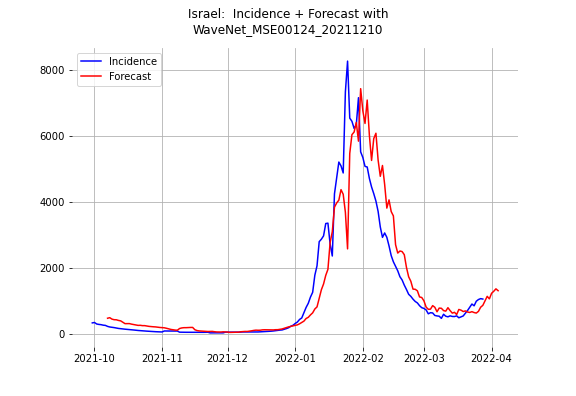 Israel:  Incidence + Forecast with
WaveNet_MSE00124_20211210
Incidence
Forecast
8000
6000
4000
2000
0
2021-10 2021-11 2021-12 2022-01 2022-02 2022-03 2022-04